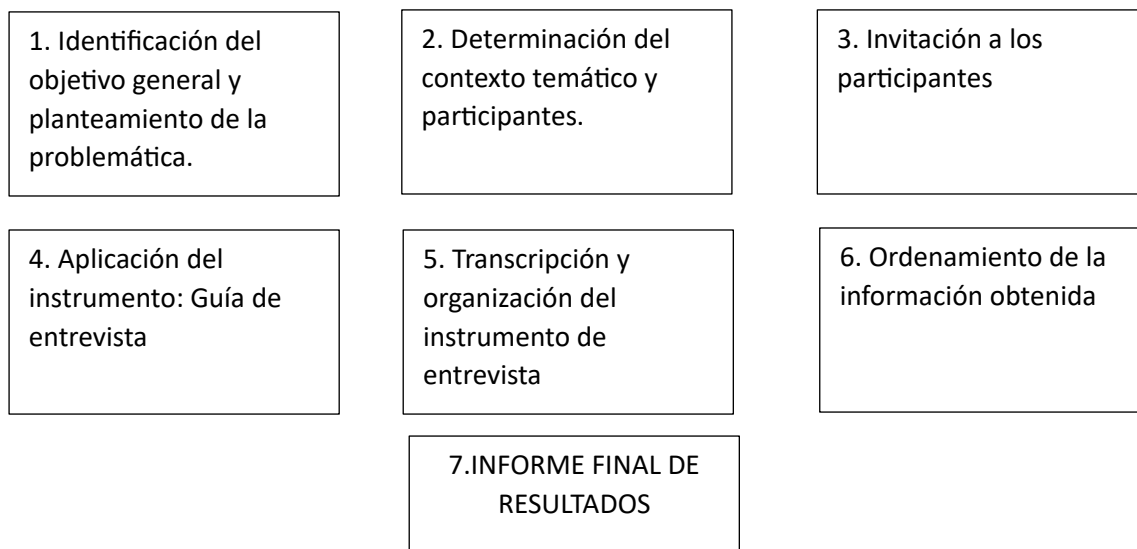 1. Identificación del
objetivo general y
planteamiento de la
problemática.
2. Determinación del
contexto temático y
participantes.
3. Invitación a los
participantes
4. Aplicación del
instrumento: Guía de
entrevista
5. Transcripción y
organización del
instrumento de
entrevista
6. Ordenamiento de la
información obtenida
7.INFORME FINAL DE
RESULTADOS